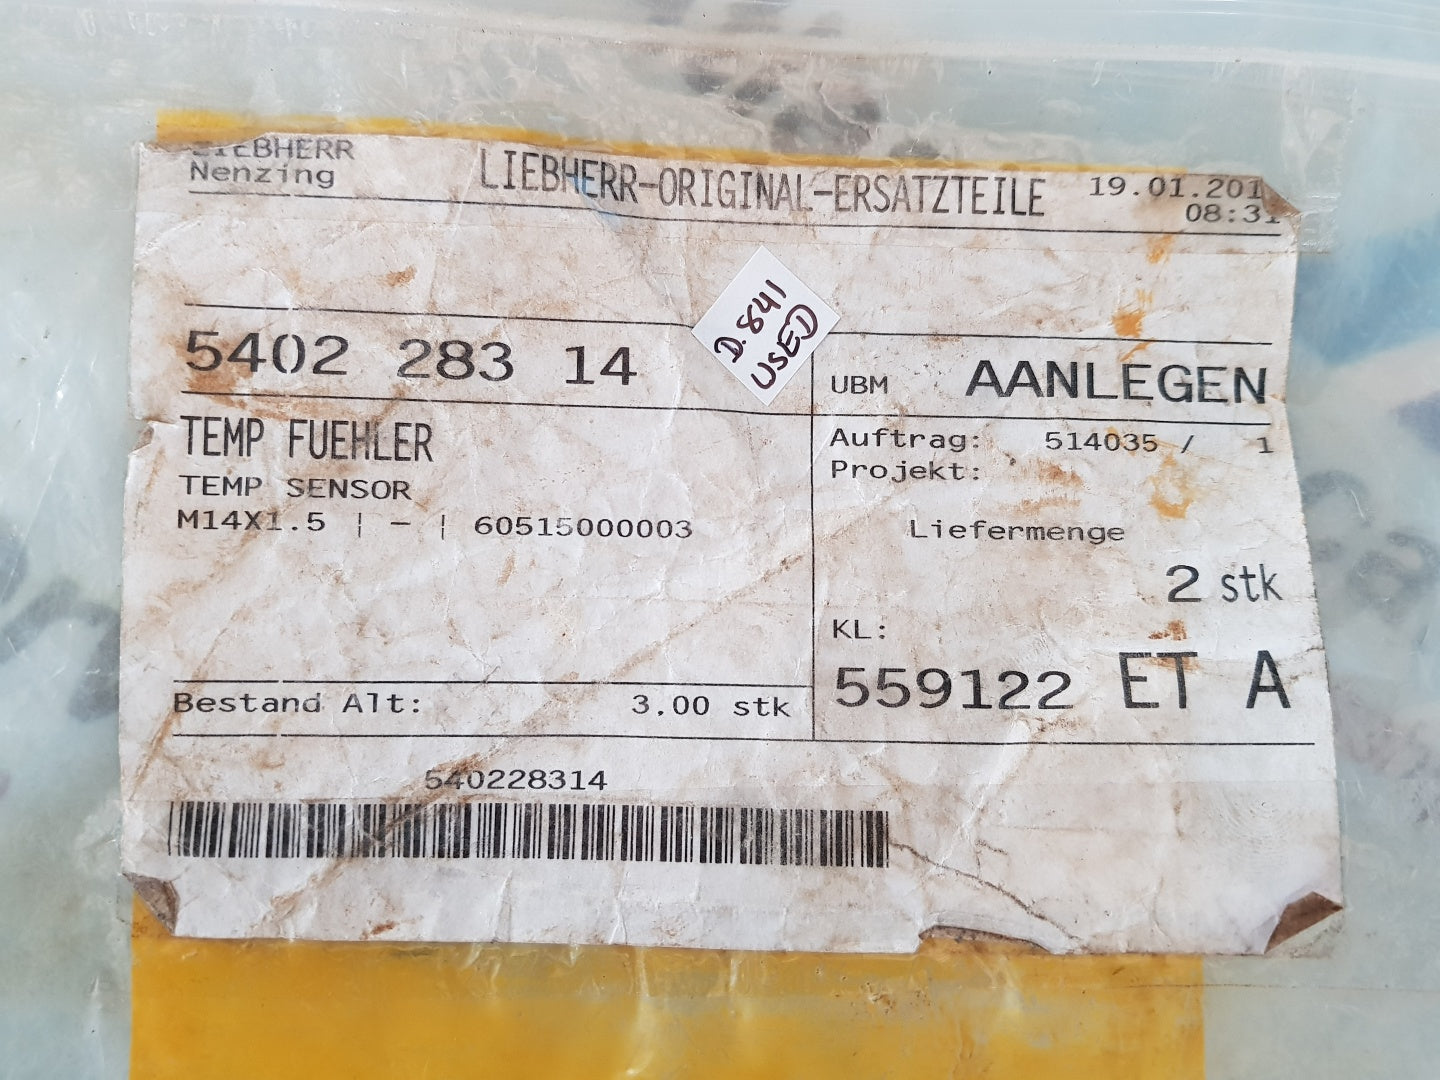 LIEBHERR
Nenzing
LIEBHERR-ORIGINAL-ERSATZTEILE
19.01.201
08:31
D.841
USED
5402 283 14
UBM AANLEGEN
TEMP FUEHLER
TEMP SENSOR
M14X1.5 | - | 60515000003
Auftrag: 514035 / 1
Projekt:
Liefermenge
2 stk
KL:
559122 ET A
Bestand Alt: 3.00 stk
540228314